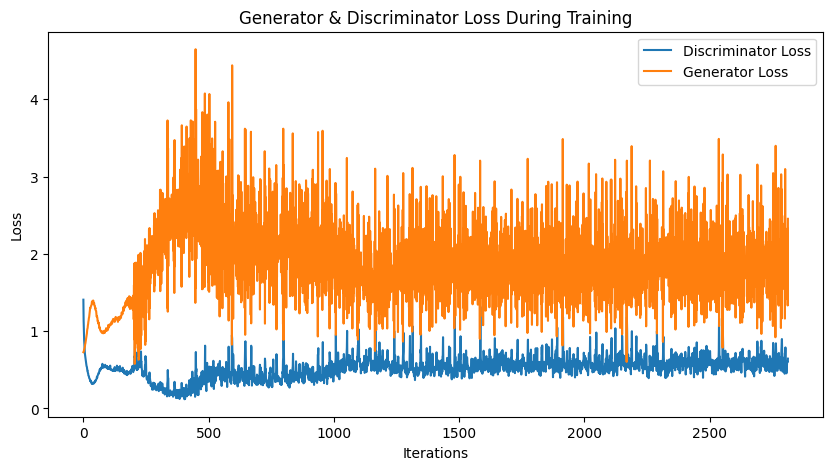 Generator & Discriminator Loss During Training
Discriminator Loss
Generator Loss
Loss
4
3
2
1
0
0 500 1000 1500 2000 2500
Iterations